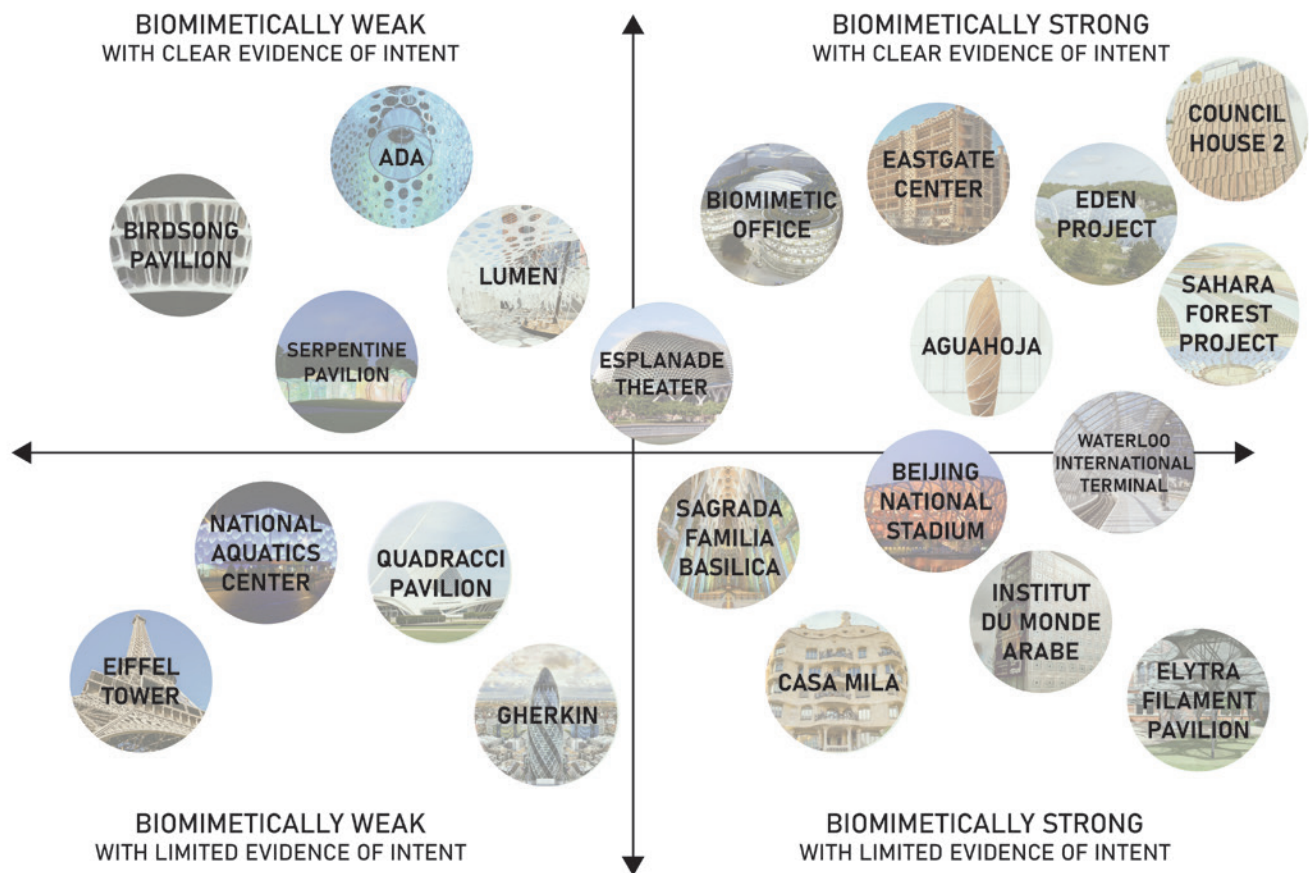 BIOMIMETICALLY WEAK
WITH CLEAR EVIDENCE OF INTENT
BIOMIMETICALLY STRONG
WITH CLEAR EVIDENCE OF INTENT
ADA
BIRDSONG
PAVILION
LUMEN
SERPENTINE
PAVILION
ESPLANADE
THEATER
BIOMIMETIC
OFFICE
EASTGATE
CENTER
COUNCIL
HOUSE 2
EDEN
PROJECT
SAHARA
FOREST
PROJECT
AGUAHOJA
WATERLOO
INTERNATIONAL
TERMINAL
BEIJING
NATIONAL
STADIUM
SAGRADA
FAMILIA
BASILICA
INSTITUT
DU MONDE
ARABE
CASA MILA
ELYTRA
FILAMENT
PAVILION
NATIONAL
AQUATICS
CENTER
QUADRACCI
PAVILION
EIFFEL
TOWER
GHERKIN
BIOMIMETICALLY WEAK
WITH LIMITED EVIDENCE OF INTENT
BIOMIMETICALLY STRONG
WITH LIMITED EVIDENCE OF INTENT